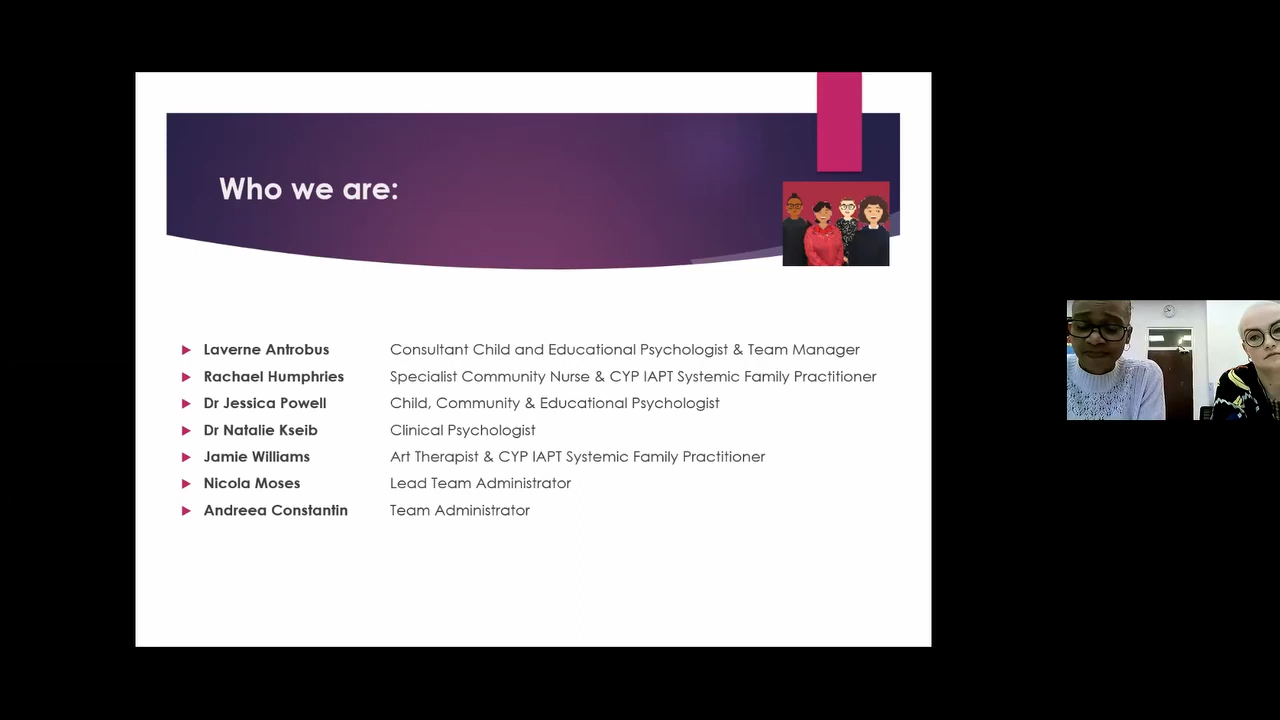 Who we are:
Laverne Antrobus Consultant Child and Educational Psychologist & Team Manager
Rachael Humphries Specialist Community Nurse & CYP IAPT Systemic Family Practitioner
Dr Jessica Powell Child, Community & Educational Psychologist
Dr Natalie Kseib Clinical Psychologist
Jamie Williams Art Therapist & CYP IAPT Systemic Family Practitioner
Nicola Moses Lead Team Administrator
Andreea Constantin Team Administrator